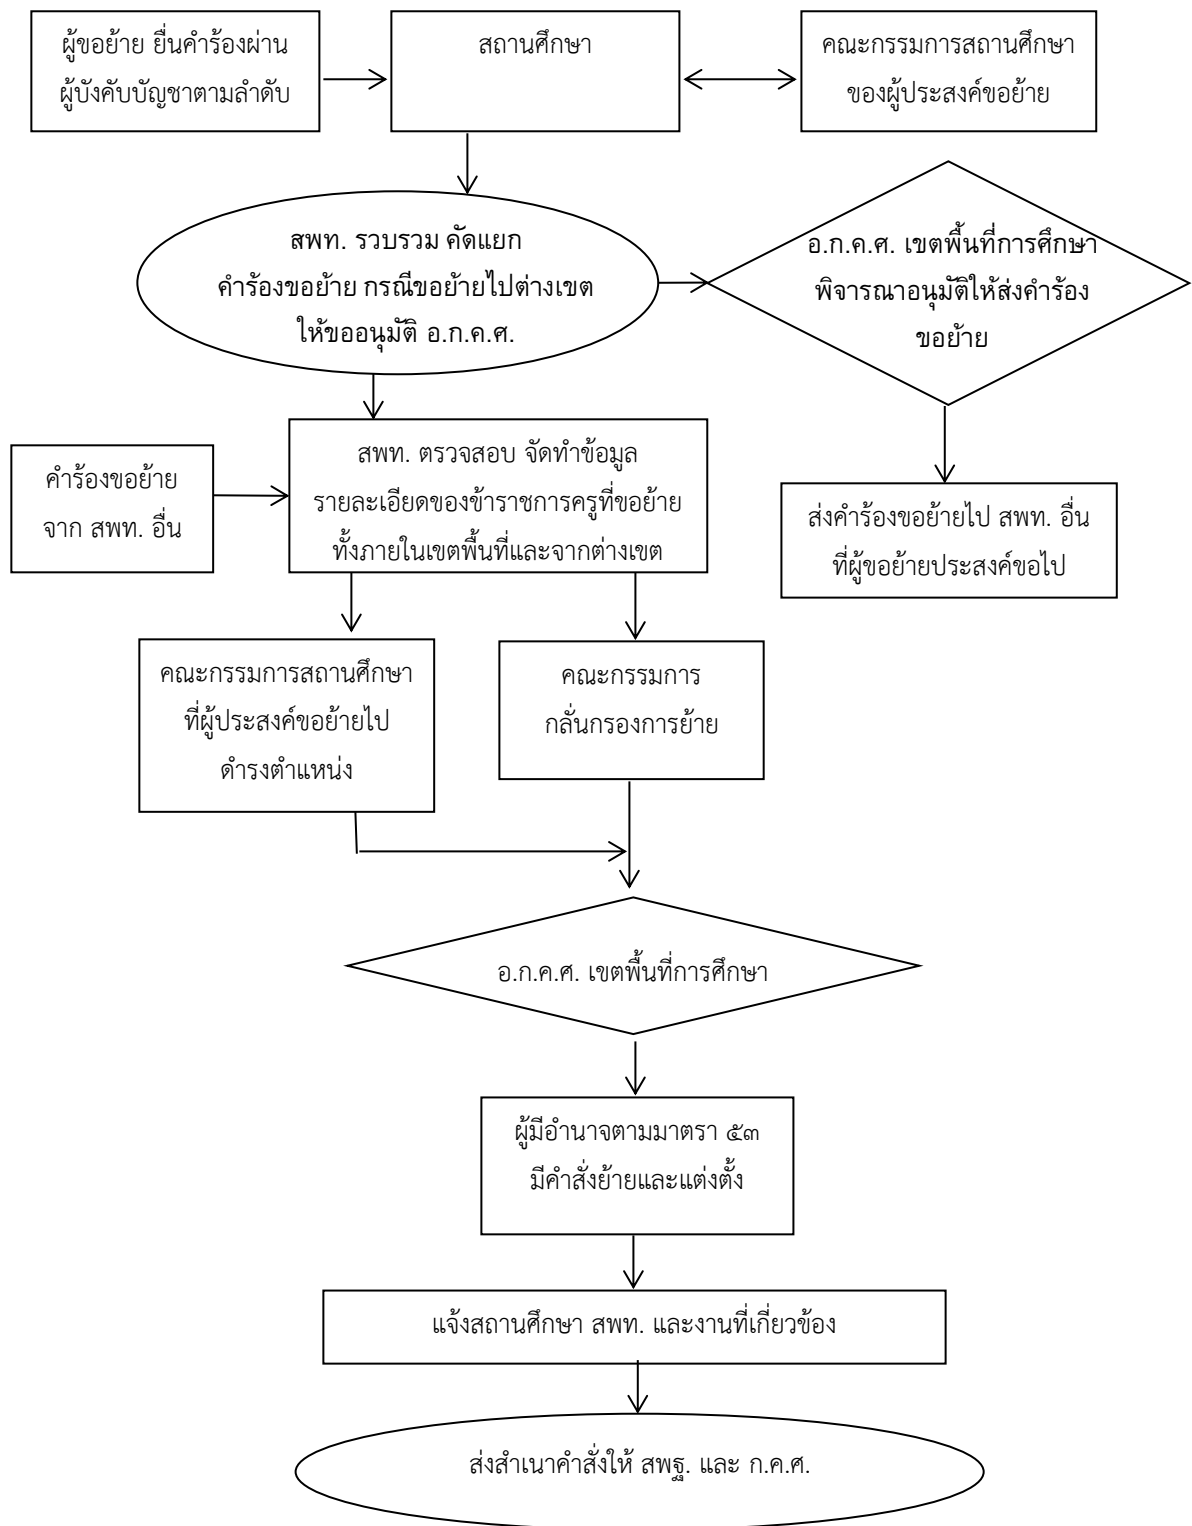 ผู้ขอย้าย ยื่นคำร้องผ่าน
ผู้บังคับบัญชาตามลำดับ
สถานศึกษา
คณะกรรมการสถานศึกษา
ของผู้ประสงค์ขอย้าย
สพท. รวบรวม คัดแยก
คำร้องขอย้าย กรณีขอย้ายไปต่างเขต
ให้ขออนุมัติ อ.ก.ค.ศ.
อ.ก.ค.ศ. เขตพื้นที่การศึกษา
พิจารณาอนุมัติให้ส่งคำร้อง
ขอย้าย
คำร้องขอย้าย
จาก สพท. อื่น
สพท. ตรวจสอบ จัดทำข้อมูล
รายละเอียดของข้าราชการครูที่ขอย้าย
ทั้งภายในเขตพื้นที่และจากต่างเขต
ส่งคำร้องขอย้ายไป สพท. อื่น
ที่ผู้ขอย้ายประสงค์ขอไป
คณะกรรมการสถานศึกษา
ที่ผู้ประสงค์ขอย้ายไป
ดำรงตำแหน่ง
คณะกรรมการ
กลั่นกรองการย้าย
อ.ก.ค.ศ. เขตพื้นที่การศึกษา
ผู้มีอำนาจตามมาตรา ๕๓
มีคำสั่งย้ายและแต่งตั้ง
แจ้งสถานศึกษา สพท. และงานที่เกี่ยวข้อง
ส่งสำเนาคำสั่งให้ สพฐ. และ ก.ค.ศ.